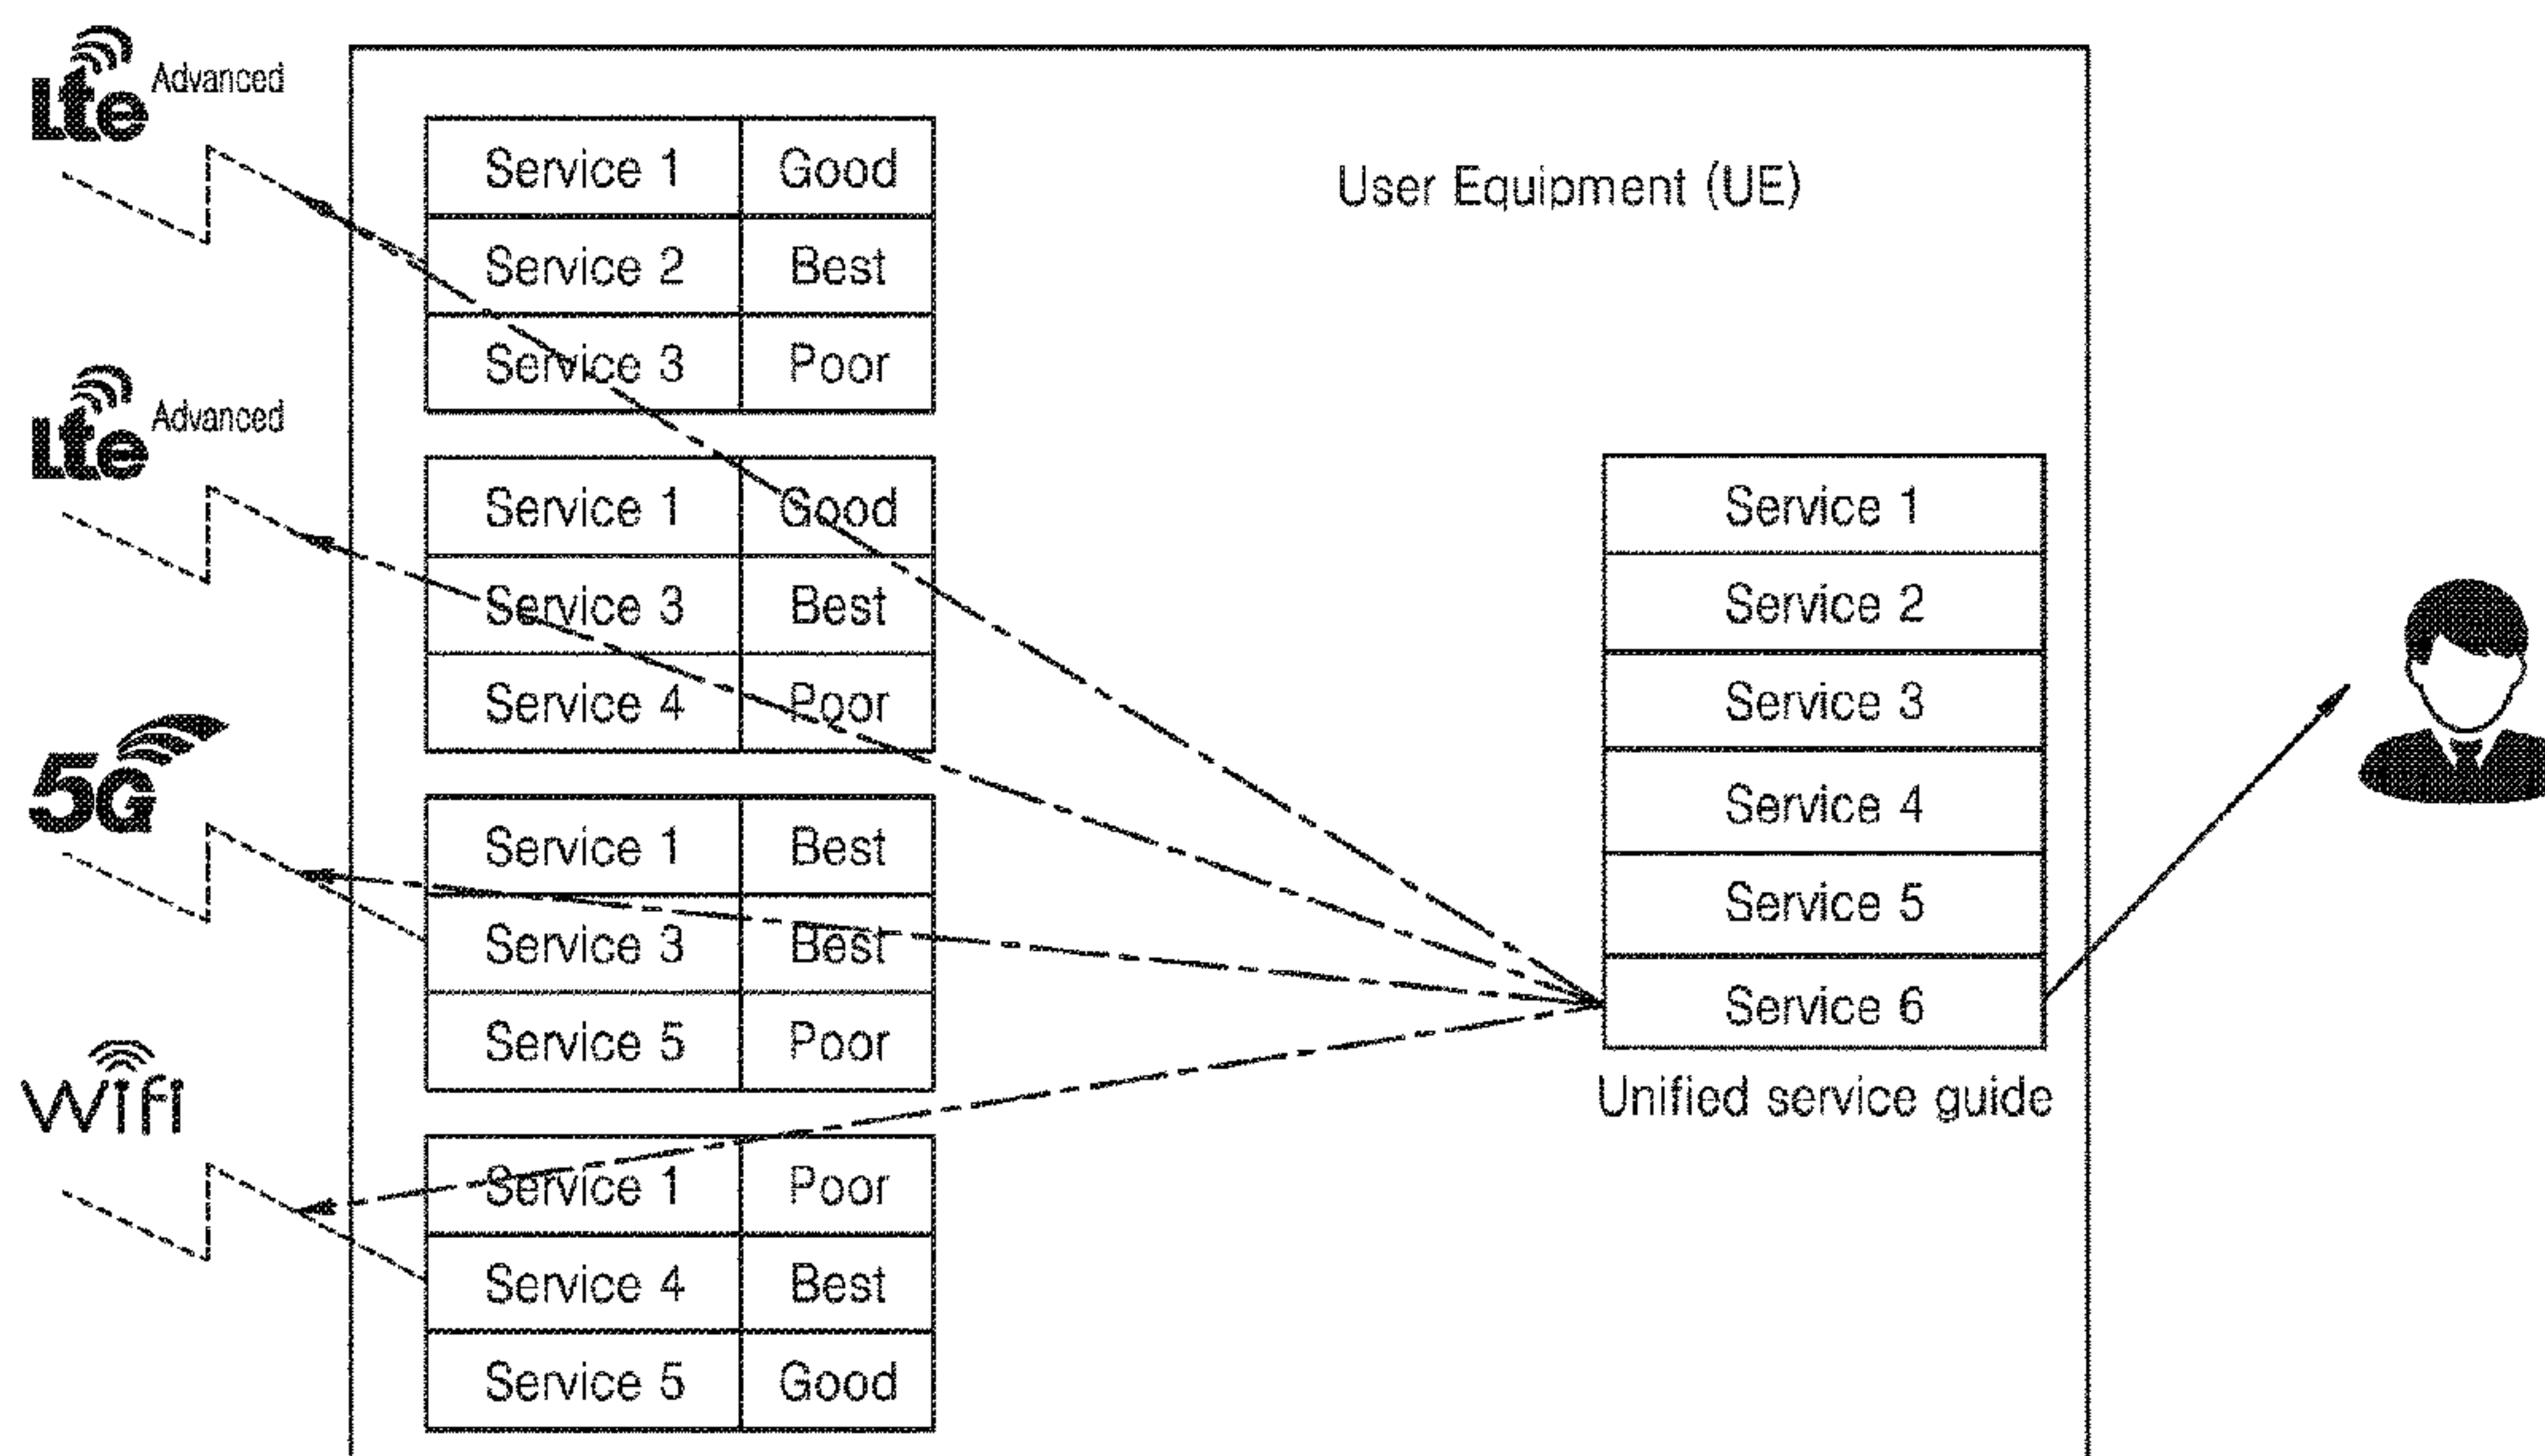 Lte Advanced
User Equipment (UE)
Service 1 Good
Service 2 Best
Service 3 Poor
Lte Advanced
Service 1 Good
Service 3 Best
Service 4 Poor
5G
Service 1 Best
Service 3 Best
Service 5 Poor
Wifi
Service 1 Poor
Service 4 Best
Service 5 Good
Service 1
Service 2
Service 3
Service 4
Service 5
Service 6
Unified service guide